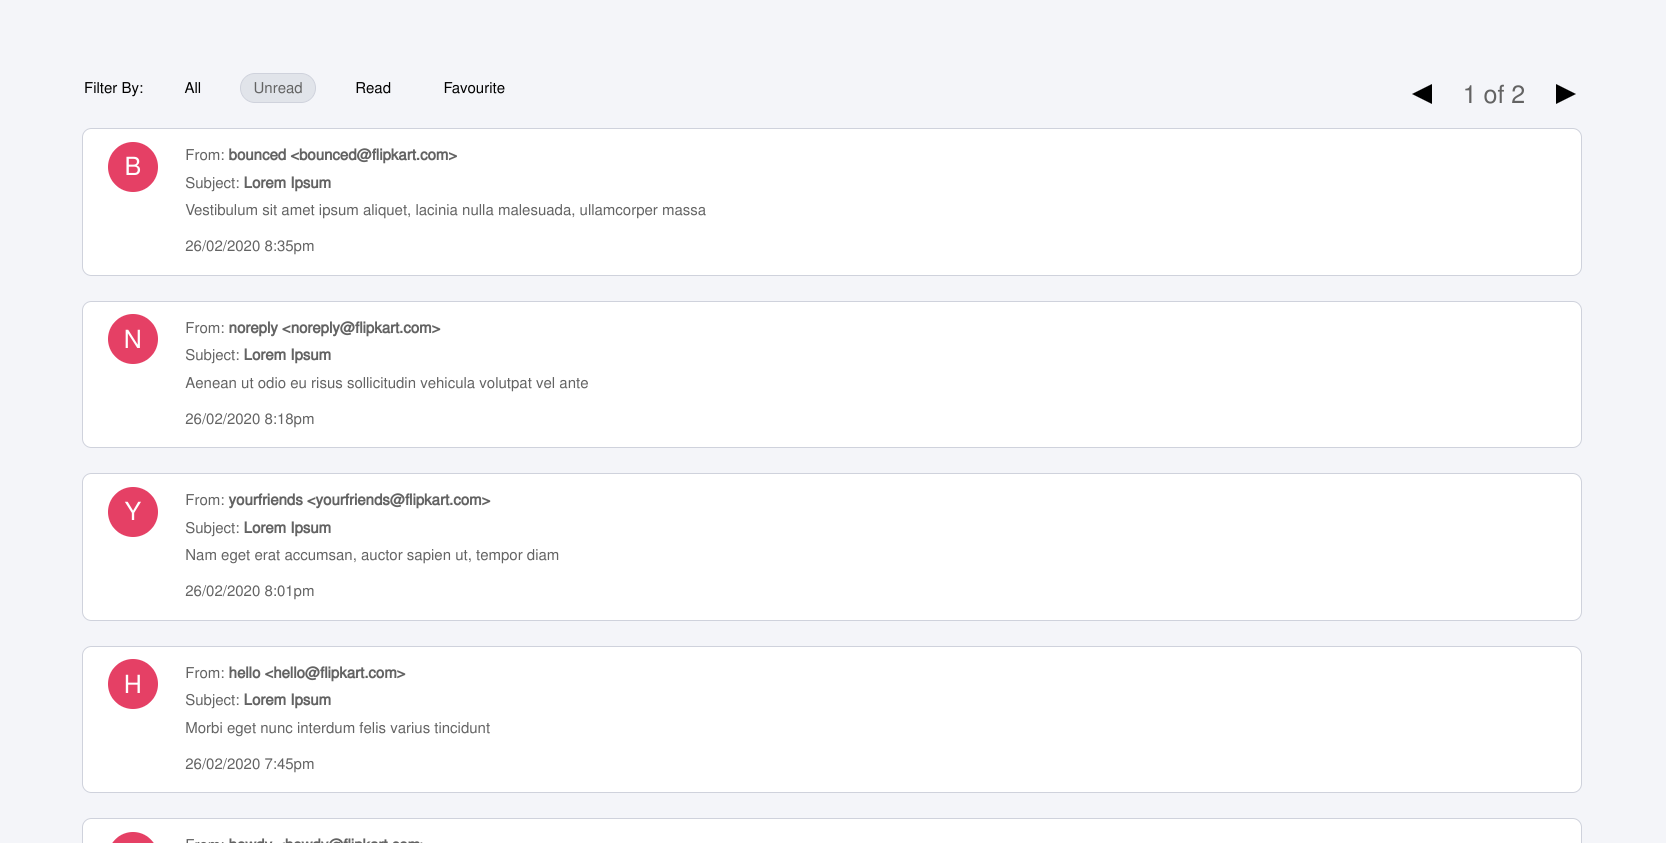 Filter By: All Unread Read Favourite
◀ 1 of 2 ▶
B
From: bounced <bounced@flipkart.com>
Subject: Lorem Ipsum
Vestibulum sit amet ipsum aliquet, lacinia nulla malesuada, ullamcorper massa
26/02/2020 8:35pm
N
From: noreply <noreply@flipkart.com>
Subject: Lorem Ipsum
Aenean ut odio eu risus sollicitudin vehicula volutpat vel ante
26/02/2020 8:18pm
Y
From: yourfriends <yourfriends@flipkart.com>
Subject: Lorem Ipsum
Nam eget erat accumsan, auctor sapien ut, tempor diam
26/02/2020 8:01pm
H
From: hello <hello@flipkart.com>
Subject: Lorem Ipsum
Morbi eget nunc interdum felis varius tincidunt
26/02/2020 7:45pm
From: howdy <howdy@flipkart.com>